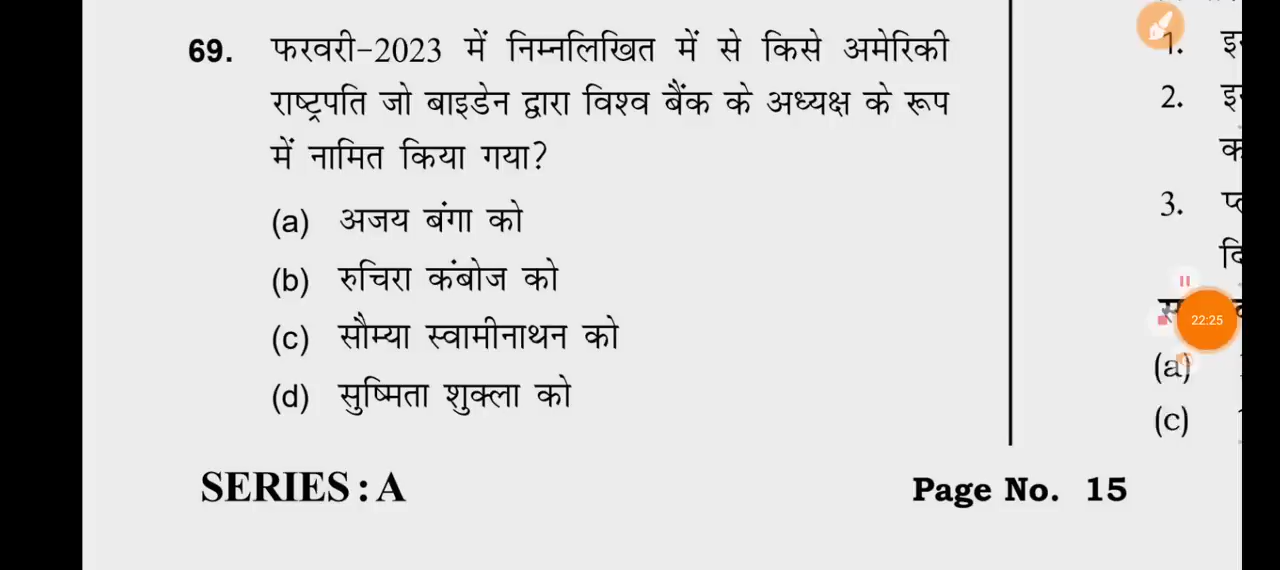 69. फरवरी-2023 में निम्नलिखित में से किसे अमेरिकी
राष्ट्रपति जो बाइडेन द्वारा विश्व बैंक के अध्यक्ष के रूप
में नामित किया गया?
(a) अजय बंगा को
(b) रुचिरा कंबोज को
(c) सौम्या स्वामीनाथन को
(d) सुष्मिता शुक्ला को
SERIES : A
Page No. 15
1.
2.
3.
22:25
(a)
(c)